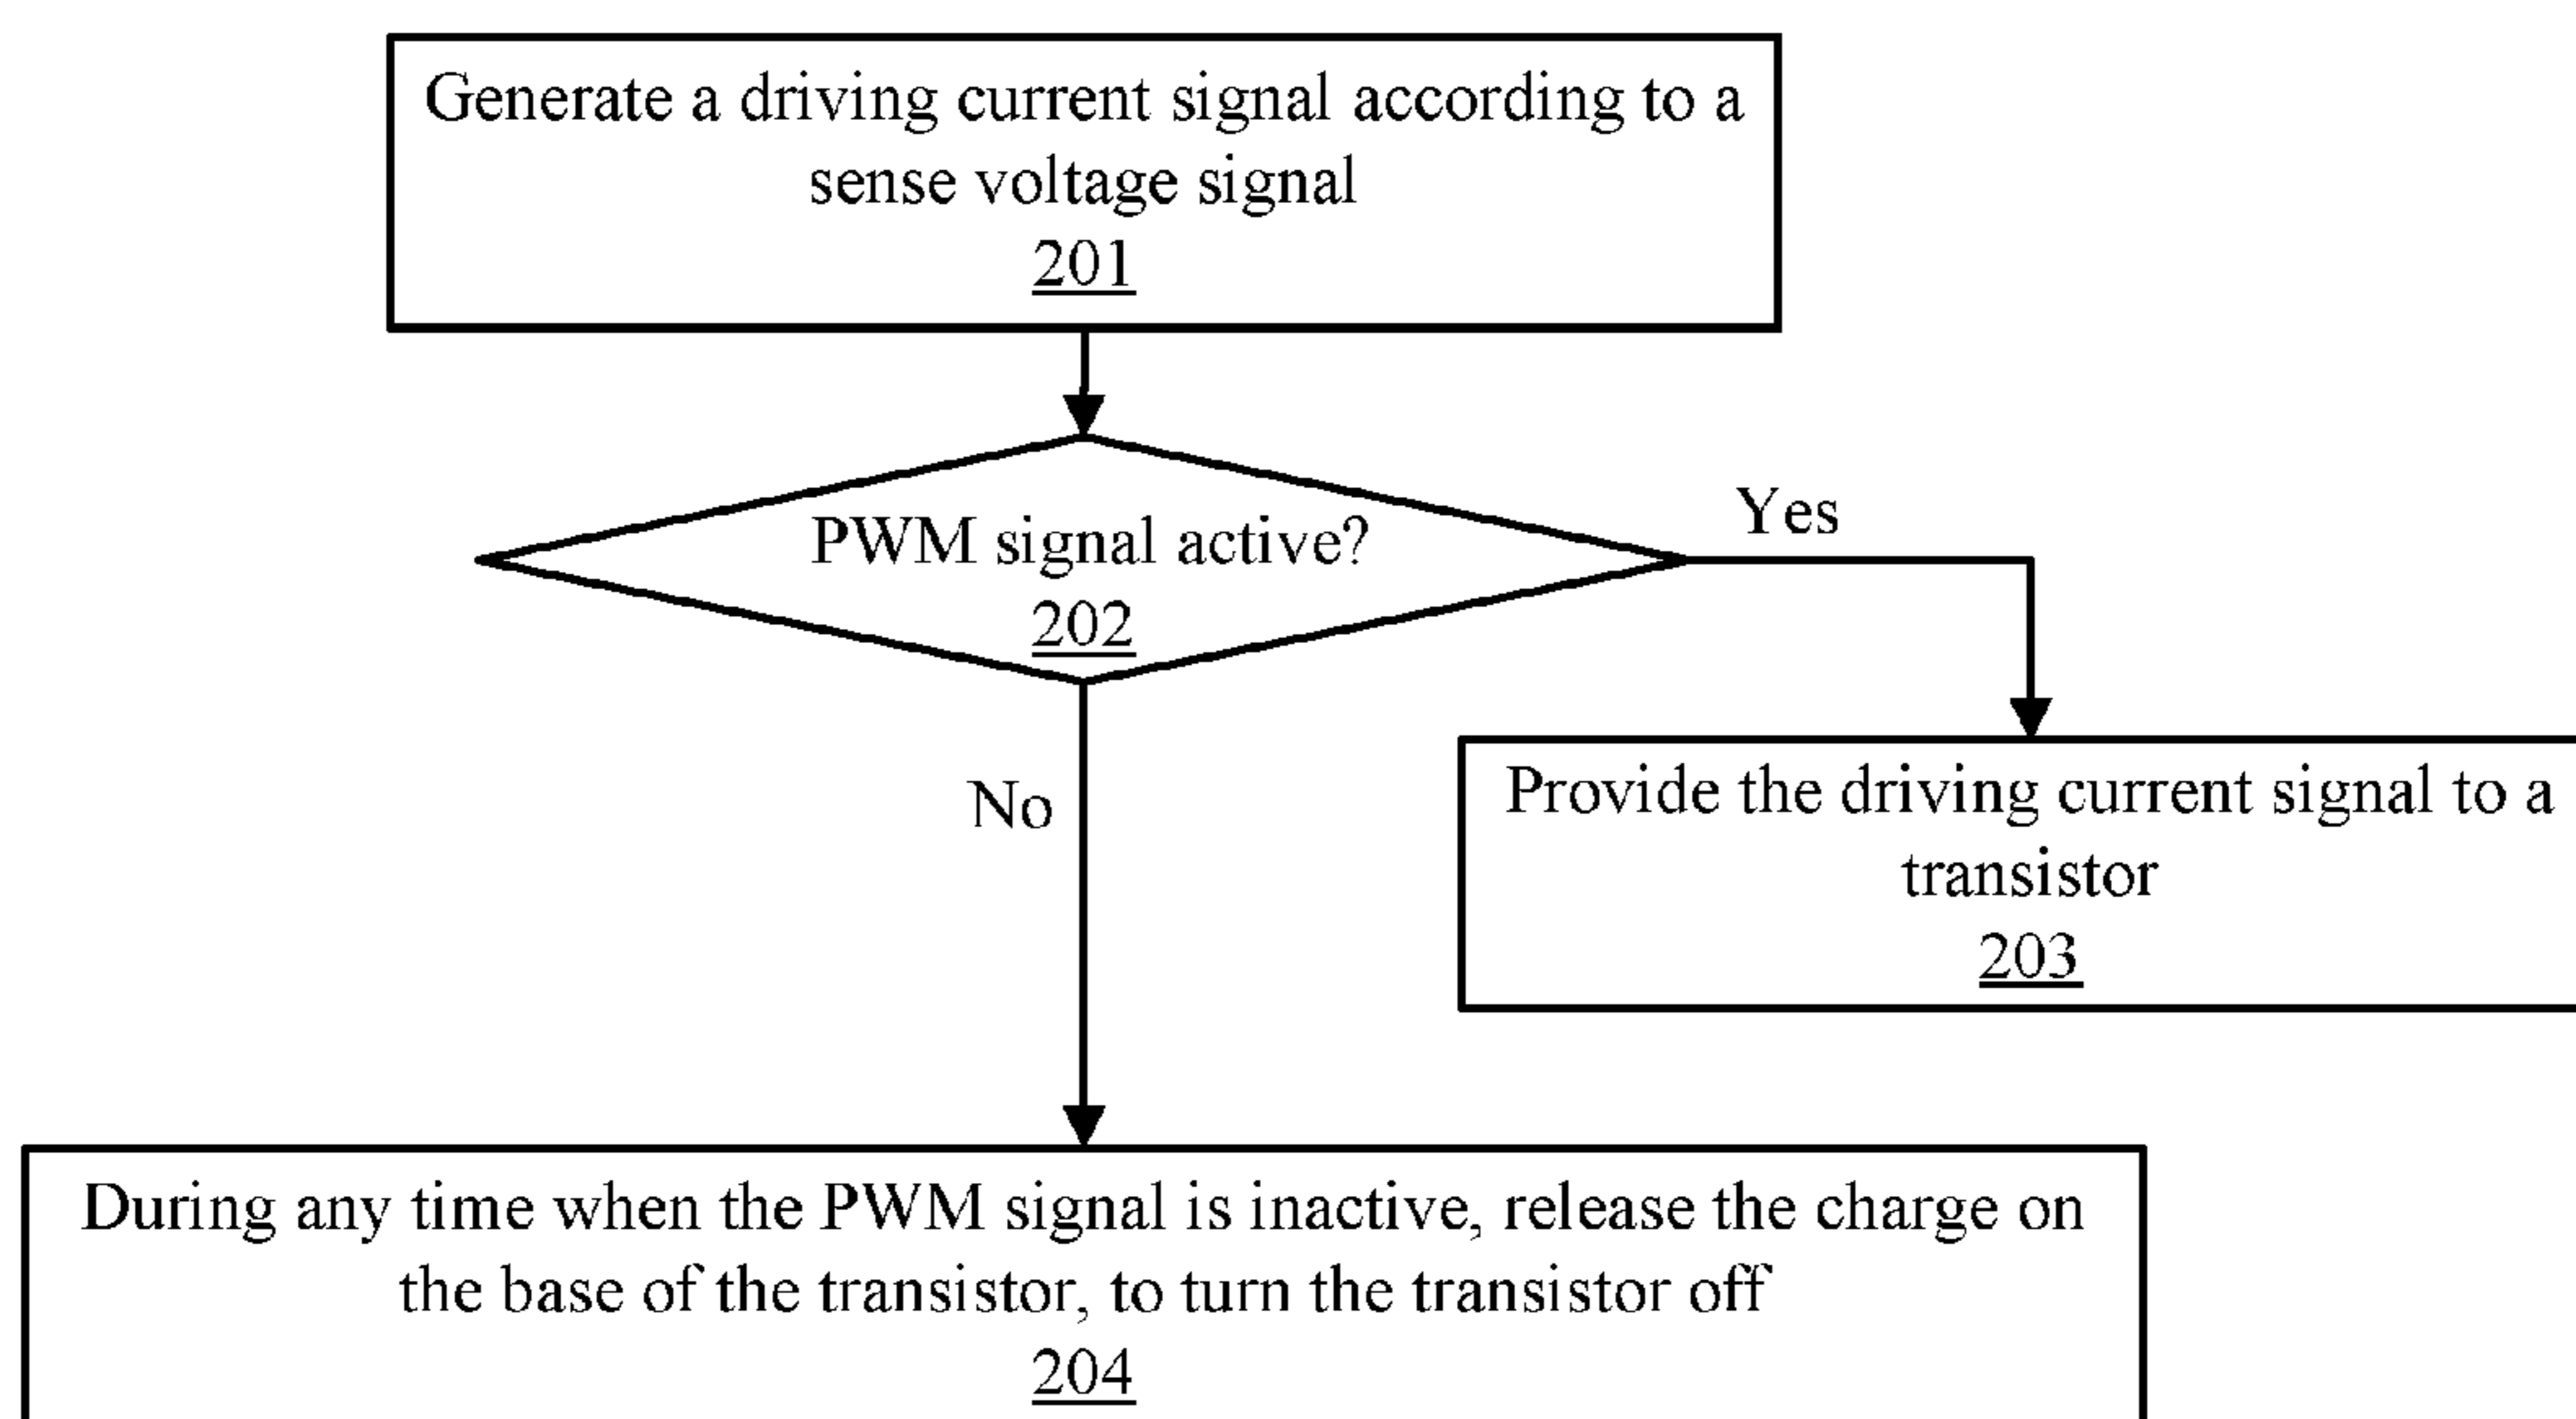 Generate a driving current signal according to a
sense voltage signal
201
PWM signal active?
202
Yes
No
Provide the driving current signal to a
transistor
203
During any time when the PWM signal is inactive, release the charge on
the base of the transistor, to turn the transistor off
204